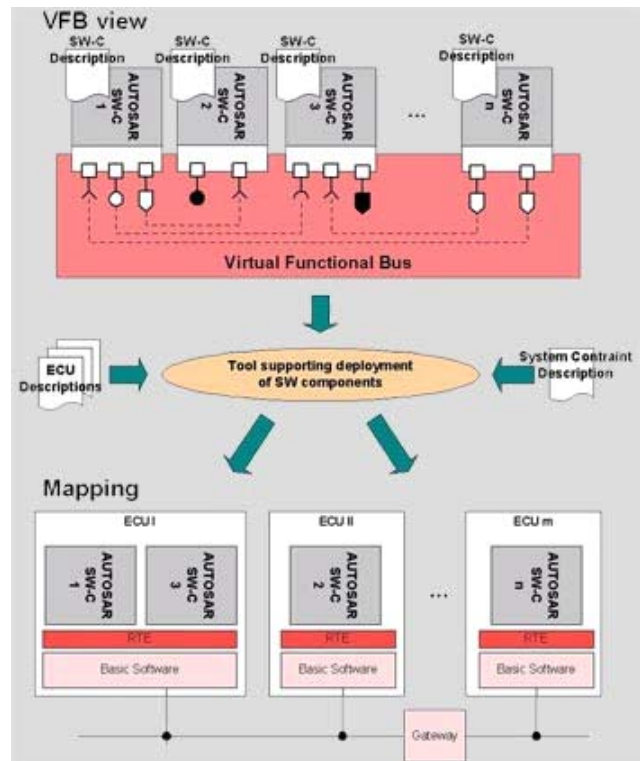 VFB view
SW-C
Description
SW-C
Description
SW-C
Description
SW-C
Description
AUTOSAR
SW-C
1
AUTOSAR
SW-C
2
AUTOSAR
SW-C
3
...
AUTOSAR
SW-C
n
Virtual Functional Bus
ECU
Descriptions
Tool supporting deployment
of SW components
System Contraint
Description
Mapping
ECU I
ECU II
ECU m
AUTOSAR
SW-C
1
AUTOSAR
SW-C
3
AUTOSAR
SW-C
2
...
AUTOSAR
SW-C
n
RTE
RTE
RTE
Basic Software
Basic Software
Basic Software
Gateway